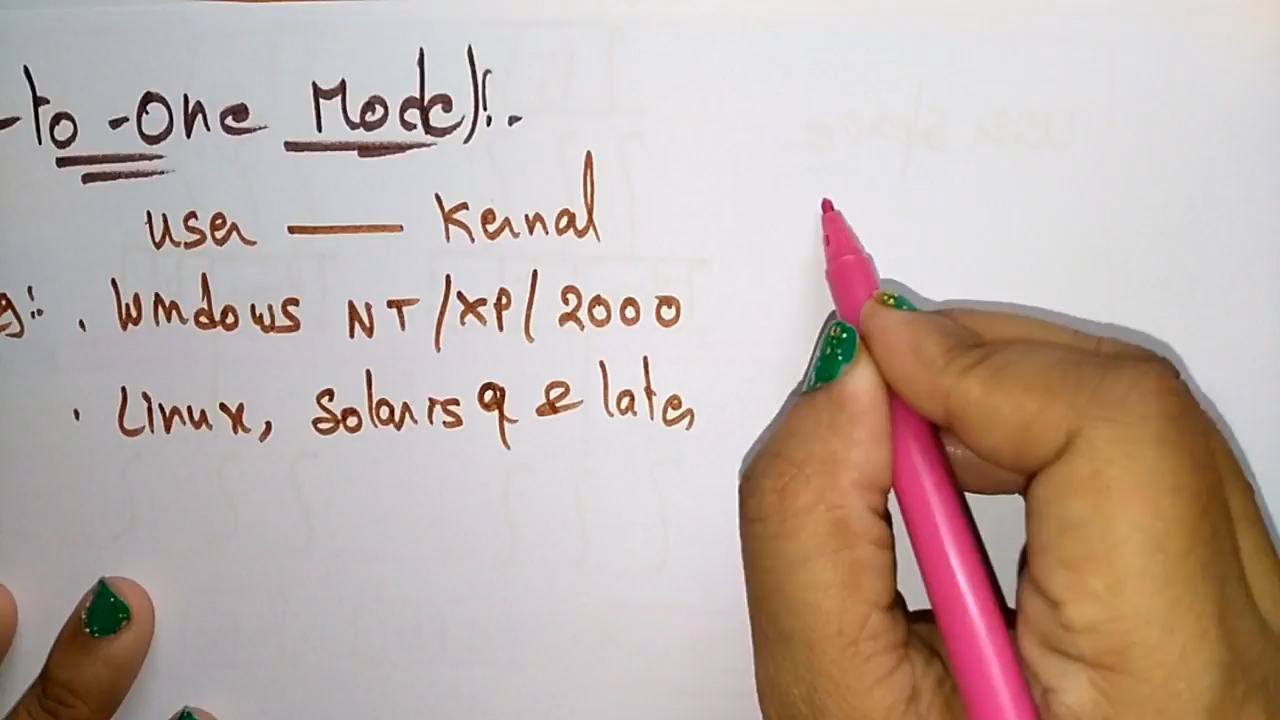 -to-One Model:-
user — Kernal
g:. Windows NT/XP/2000
. Linux, Solaris 9 & later